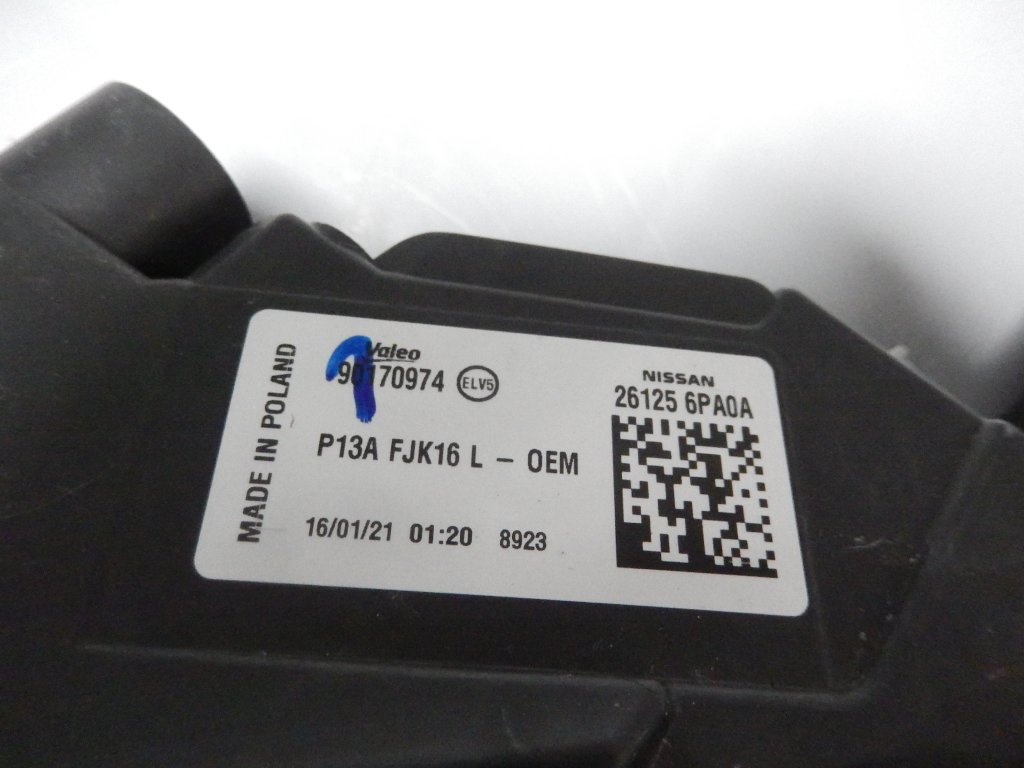 MADE IN POLAND
Valeo
90170974 ELV5
P13A FJK16 L - OEM
16/01/21 01:20 8923
NISSAN
26125 6PA0A